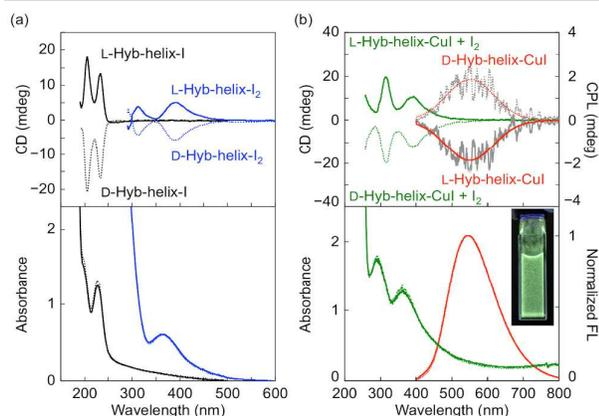 (a)
20
10
0
−10
−20
CD (mdeg)
L-Hyb-helix-I
L-Hyb-helix-I2
D-Hyb-helix-I2
D-Hyb-helix-I
2
1
0
Absorbance
200 300 400 500 600
Wavelength (nm)
(b)
40
20
0
−20
−40
CD (mdeg)
L-Hyb-helix-CuI + I2
D-Hyb-helix-CuI
L-Hyb-helix-CuI
D-Hyb-helix-CuI + I2
4
2
0
−2
−4
CPL (mdeg)
2
1
0
Absorbance
1
0
Normalized FL
200 300 400 500 600 700 800
Wavelength (nm)